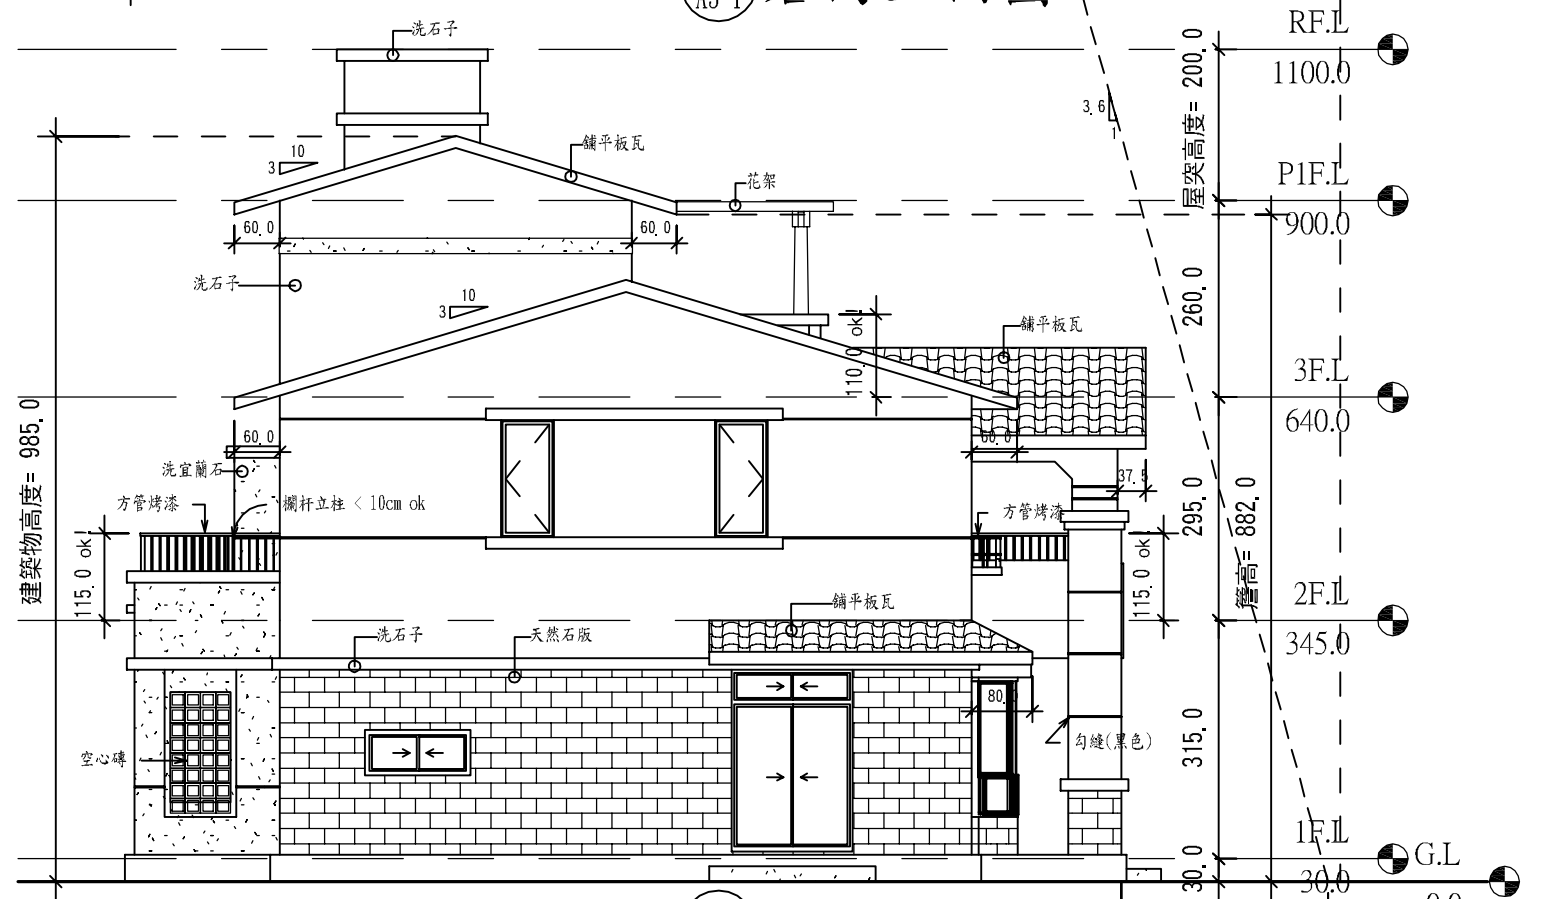 A5-1
洗石子
RF.L
1100.0
屋突高度= 200.0
3.6
1
10
3
舖平板瓦
花架
P1F.L
900.0
60.0
60.0
洗石子
10
3
260.0
110.0 ok!
舖平板瓦
3F.L
640.0
建築物高度= 985.0
60.0
60.0
洗宜蘭石
37.5
方管烤漆
欄杆立柱 < 10cm ok
方管烤漆
295.0
簷高= 882.0
115.0 ok!
115.0 ok!
舖平板瓦
2F.L
345.0
洗石子
天然石版
80.0
空心磚
勾縫(黑色)
315.0
1F.L
30.0
30.0
G.L